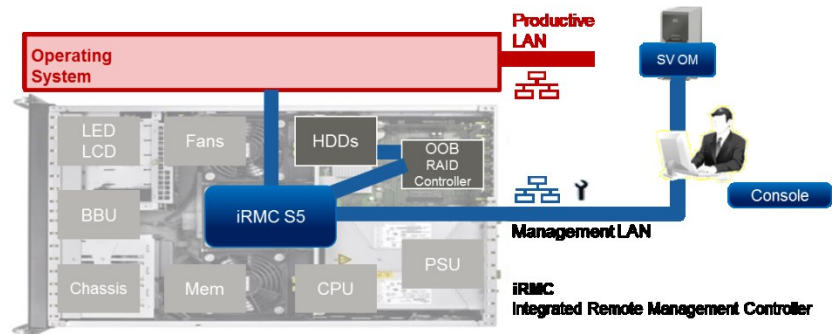 Productive
LAN
Operating
System
SV OM
LED
LCD
Fans
HDDs
OOB
RAID
Controller
BBU
iRMC S5
Console
Management LAN
Chassis
Mem
CPU
PSU
iRMC
Integrated Remote Management Controller